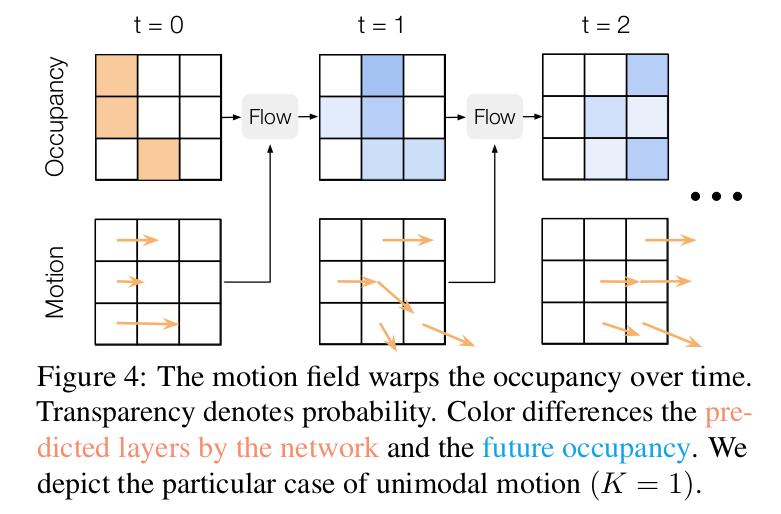 t = 0
t = 1
t = 2
Occupancy
Flow
Flow
Motion
Figure 4: The motion field warps the occupancy over time.
Transparency denotes probability. Color differences the pre-
dicted layers by the network and the future occupancy. We
depict the particular case of unimodal motion (K = 1).